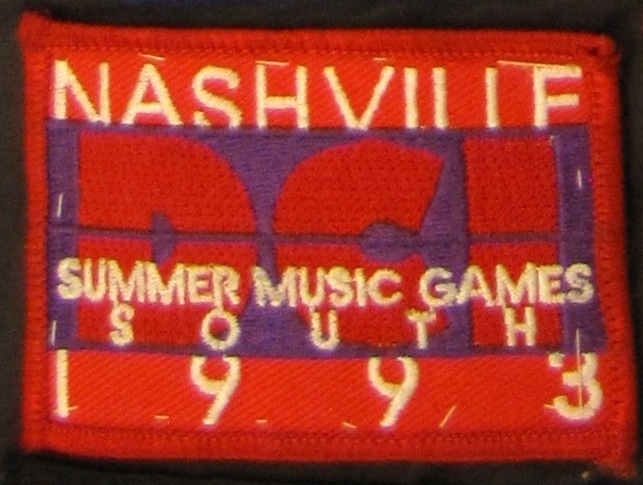 NASHVILLE
DCI
SUMMER MUSIC GAMES
SOUTH
1993